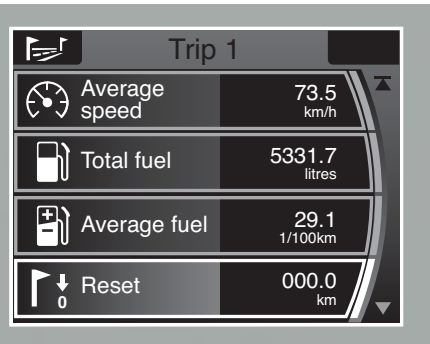 Trip 1
Average speed
73.5
km/h
Total fuel
5331.7
litres
Average fuel
29.1
1/100km
0
Reset
000.0
km